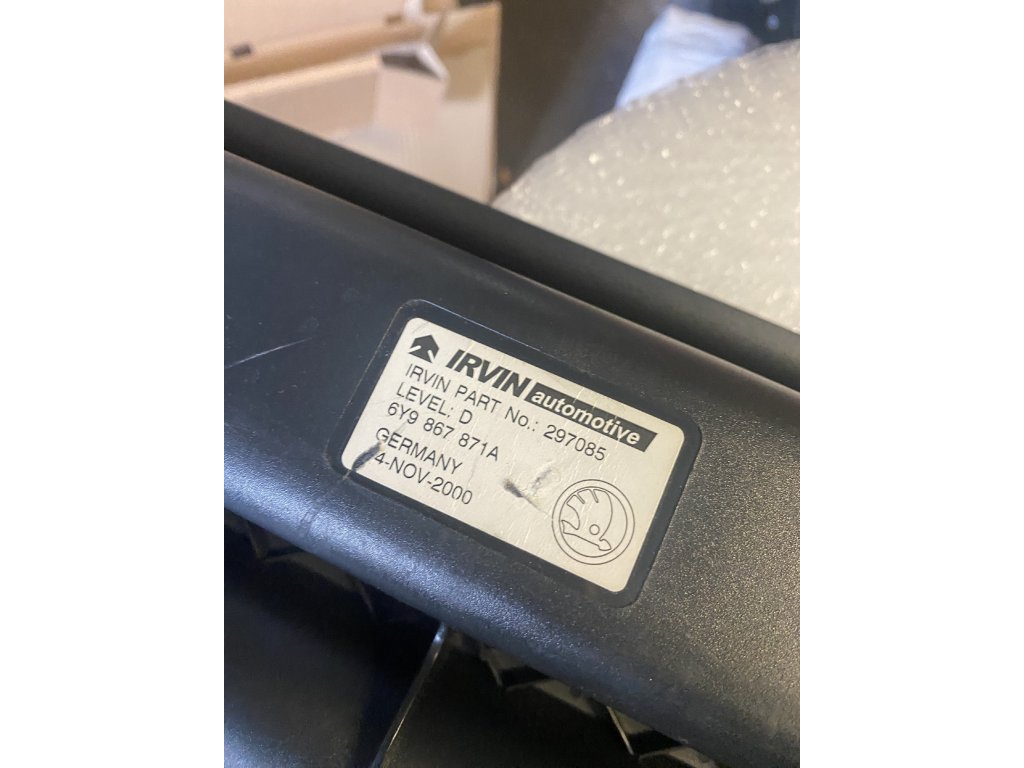 IRVIN automotive
IRVIN PART No.: 297085
LEVEL: D
6Y9 867 871A
GERMANY
4-NOV-2000